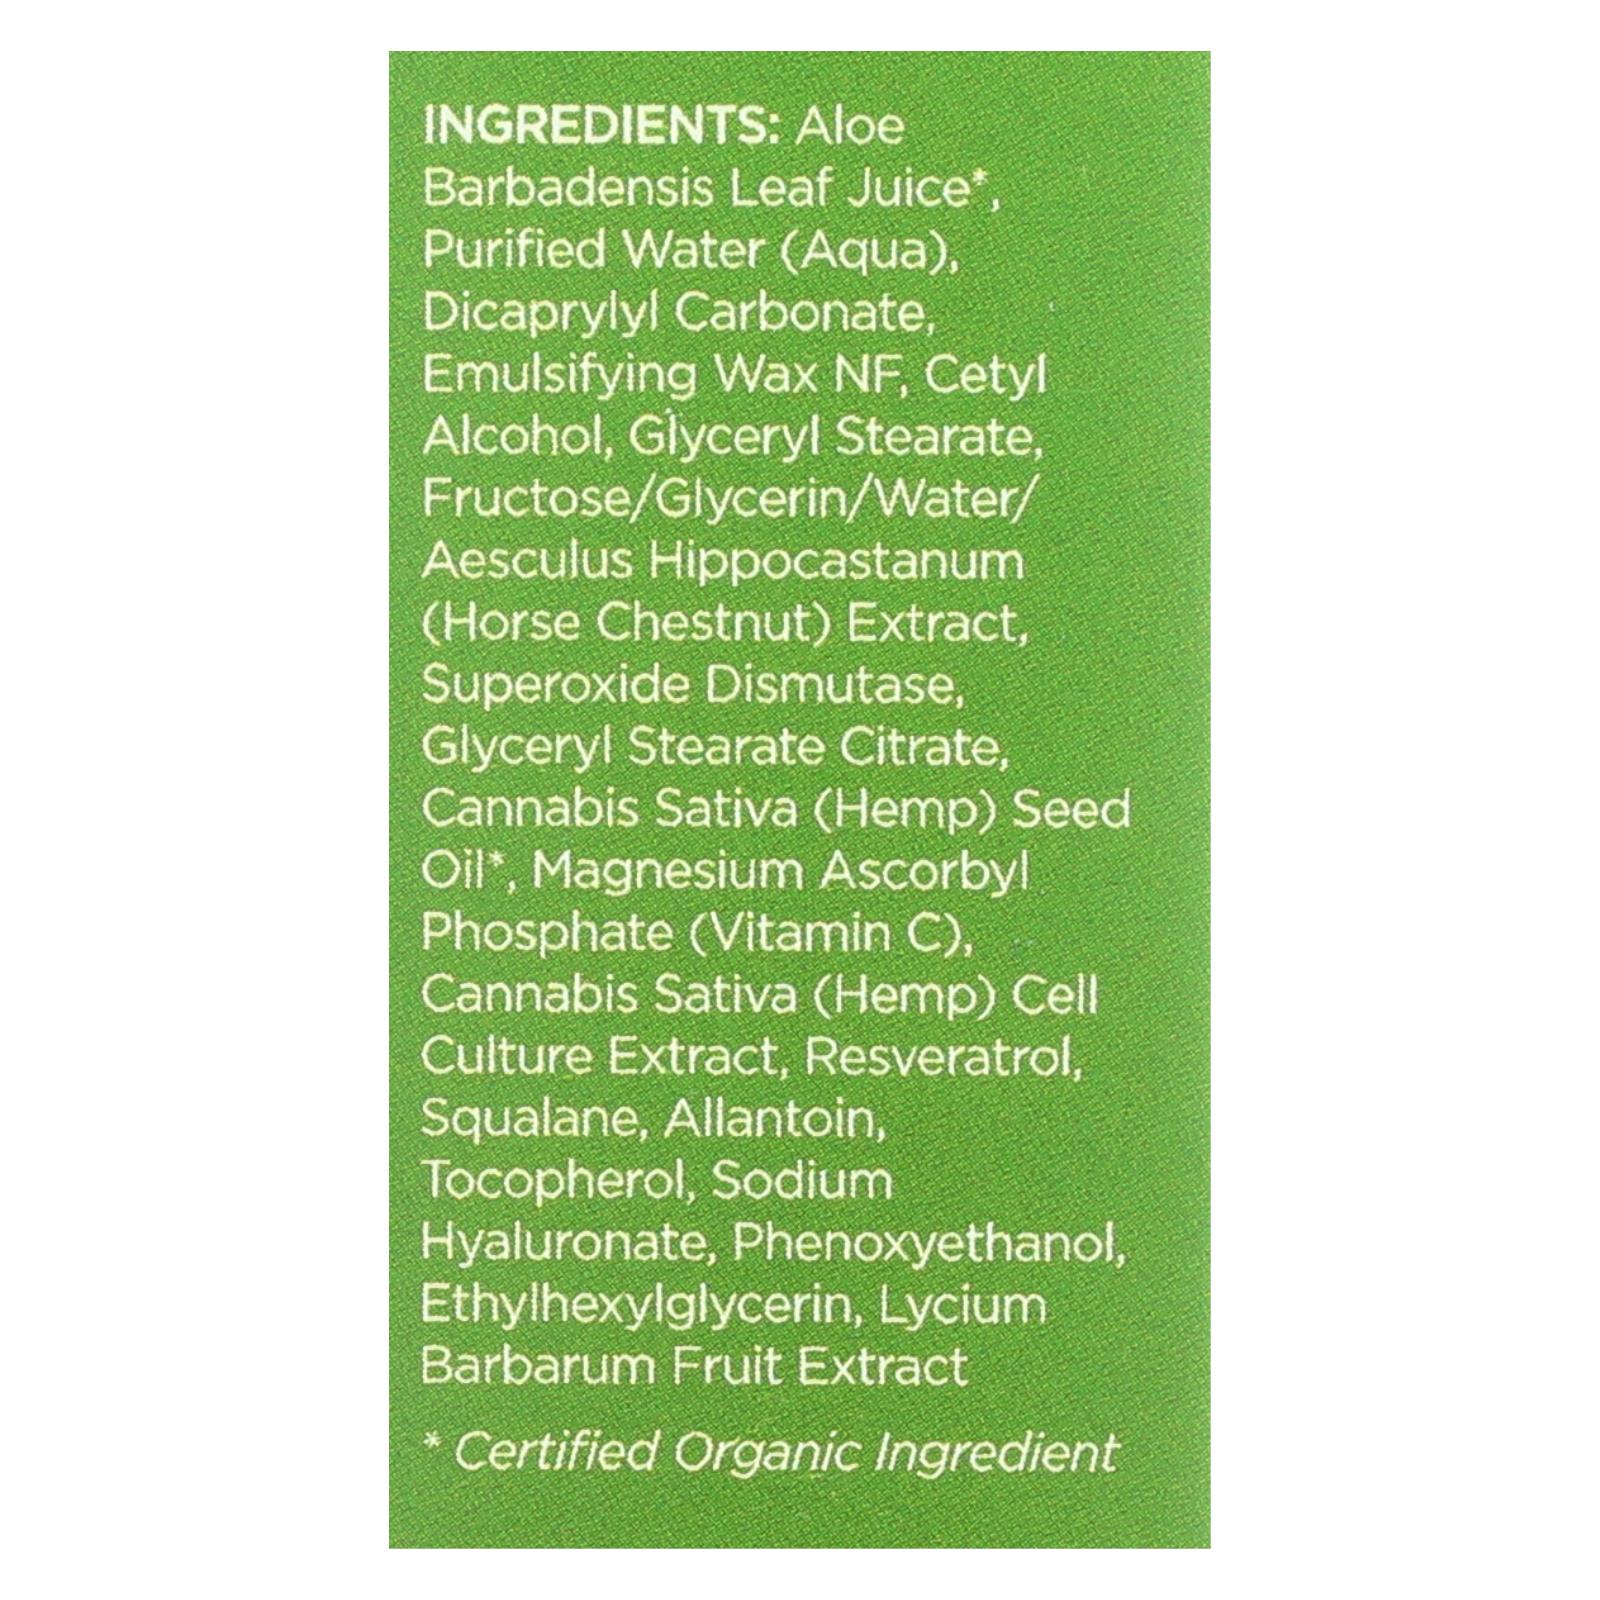 INGREDIENTS: Aloe
Barbadensis Leaf Juice*,
Purified Water (Aqua),
Dicaprylyl Carbonate,
Emulsifying Wax NF, Cetyl
Alcohol, Glyceryl Stearate,
Fructose/Glycerin/Water/
Aesculus Hippocastanum
(Horse Chestnut) Extract,
Superoxide Dismutase,
Glyceryl Stearate Citrate,
Cannabis Sativa (Hemp) Seed
Oil*, Magnesium Ascorbyl
Phosphate (Vitamin C),
Cannabis Sativa (Hemp) Cell
Culture Extract, Resveratrol,
Squalane, Allantoin,
Tocopherol, Sodium
Hyaluronate, Phenoxyethanol,
Ethylhexylglycerin, Lycium
Barbarum Fruit Extract
* Certified Organic Ingredient